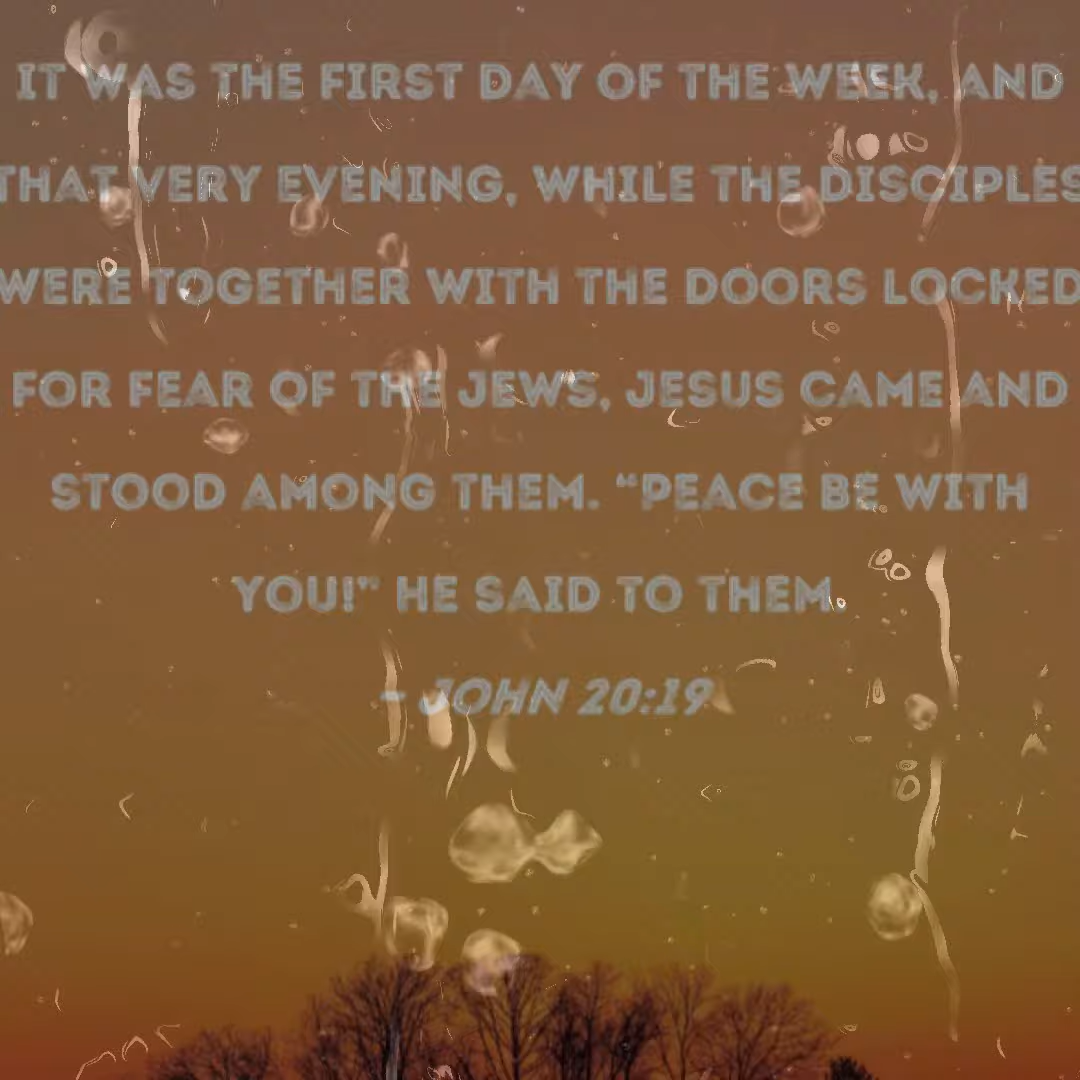 IT WAS THE FIRST DAY OF THE WEEK, AND
THAT VERY EVENING, WHILE THE DISCIPLES
WERE TOGETHER WITH THE DOORS LOCKED
FOR FEAR OF THE JEWS, JESUS CAME AND
STOOD AMONG THEM. “PEACE BE WITH
YOU!” HE SAID TO THEM.
- JOHN 20:19